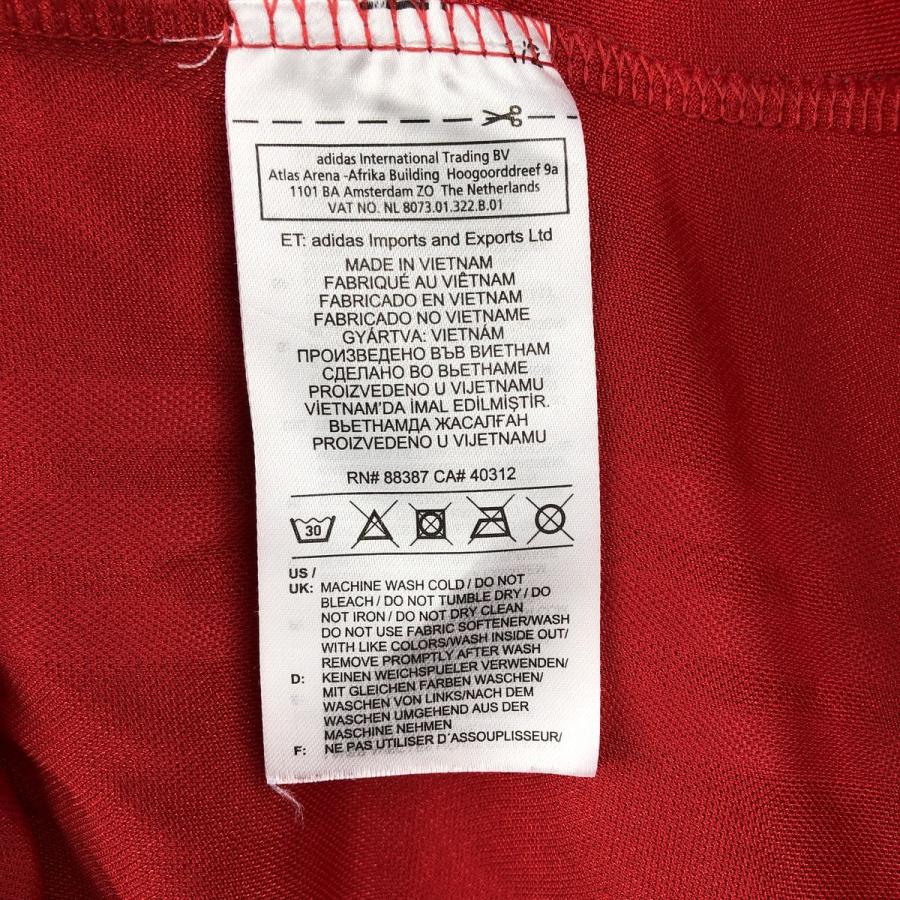 adidas International Trading BV
Atlas Arena -Afrika Building Hoogoorddreef 9a
1101 BA Amsterdam ZO The Netherlands
VAT NO. NL 8073.01.322.B.01
ET: adidas Imports and Exports Ltd
MADE IN VIETNAM
FABRIQUÉ AU VIÊTNAM
FABRICADO EN VIETNAM
FABRICADO NO VIETNAME
GYÁRTVA: VIETNÁM
ПРОИЗВЕДЕНО ВЪВ ВИЕТНАМ
СДЕЛАНО ВО ВЬЕТНАМЕ
PROIZVEDENO U VIJETNAMU
VİETNAM'DA İMAL EDİLMİŞTİR.
ВЬЕТНАМДА ЖАСАЛҒАН
PROIZVEDENO U VIJETNAMU
RN# 88387 CA# 40312
30
US /
UK: MACHINE WASH COLD / DO NOT
BLEACH / DO NOT TUMBLE DRY / DO
NOT IRON / DO NOT DRY CLEAN
DO NOT USE FABRIC SOFTENER/WASH
WITH LIKE COLORS/WASH INSIDE OUT/
REMOVE PROMPTLY AFTER WASH
D: KEINEN WEICHSPUELER VERWENDEN/
MIT GLEICHEN FARBEN WASCHEN/
WASCHEN VON LINKS/NACH DEM
WASCHEN UMGEHEND AUS DER
MASCHINE NEHMEN
F: NE PAS UTILISER D'ASSOUPLISSEUR/